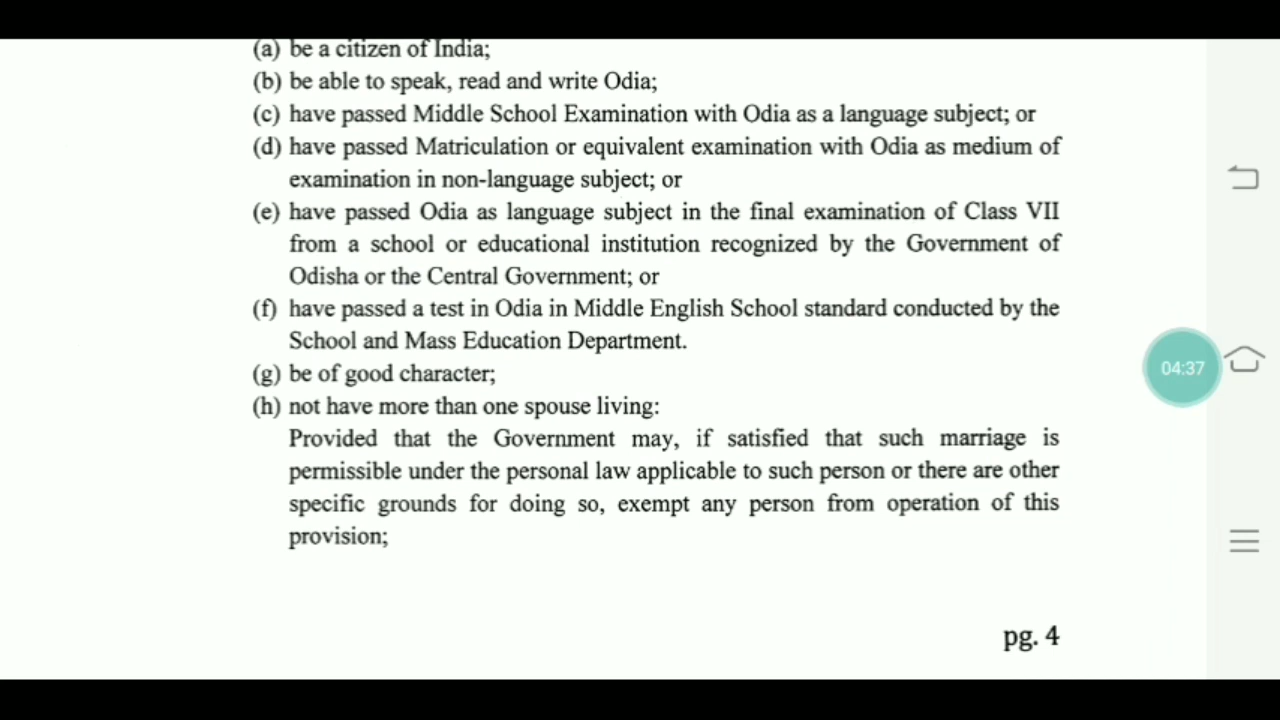 (a) be a citizen of India;
(b) be able to speak, read and write Odia;
(c) have passed Middle School Examination with Odia as a language subject; or
(d) have passed Matriculation or equivalent examination with Odia as medium of
examination in non-language subject; or
(e) have passed Odia as language subject in the final examination of Class VII
from a school or educational institution recognized by the Government of
Odisha or the Central Government; or
(f) have passed a test in Odia in Middle English School standard conducted by the
School and Mass Education Department.
(g) be of good character;
(h) not have more than one spouse living:
Provided that the Government may, if satisfied that such marriage is
permissible under the personal law applicable to such person or there are other
specific grounds for doing so, exempt any person from operation of this
provision;
04:37
pg. 4